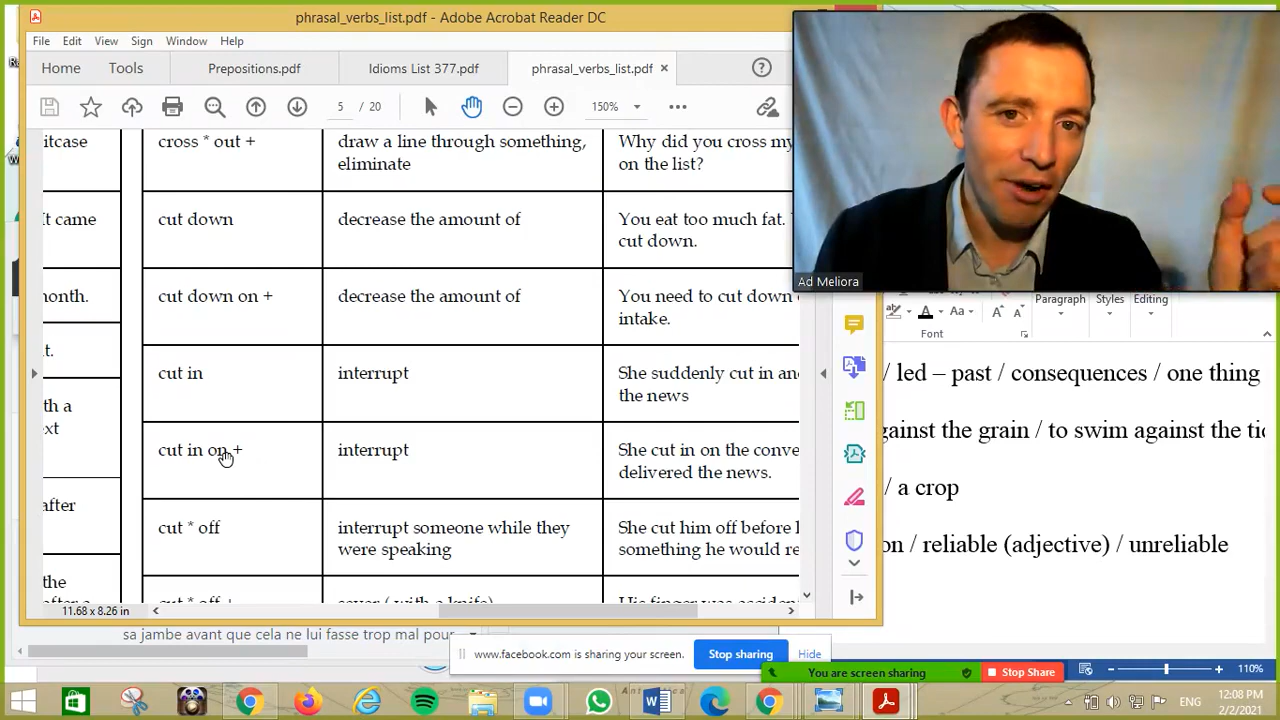 phrasal_verbs_list.pdf - Adobe Acrobat Reader DC
File Edit View Sign Window Help
Home Tools Prepositions.pdf Idioms List 377.pdf phrasal_verbs_list.pdf ×
5 / 20 150%
itcase
cross * out +
draw a line through something,
eliminate
Why did you cross my
on the list?
t came
cut down
decrease the amount of
You eat too much fat.
cut down.
month.
cut down on +
decrease the amount of
You need to cut down
intake.
t.
cut in
interrupt
She suddenly cut in an
the news
th a
ext
cut in on +
interrupt
She cut in on the conve
delivered the news.
after
cut * off
interrupt someone while they
were speaking
She cut him off before
something he would re
the
11.68 x 8.26 in
Ad Meliora
Paragraph Styles Editing
Aa
Font
/ led – past / consequences / one thing
gainst the grain / to swim against the tid
/ a crop
on / reliable (adjective) / unreliable
sa jambe avant que cela ne lui fasse trop mal pour
www.facebook.com is sharing your screen. Stop sharing Hide
You are screen sharing Stop Share
110%
ENG
12:08 PM
2/2/2021